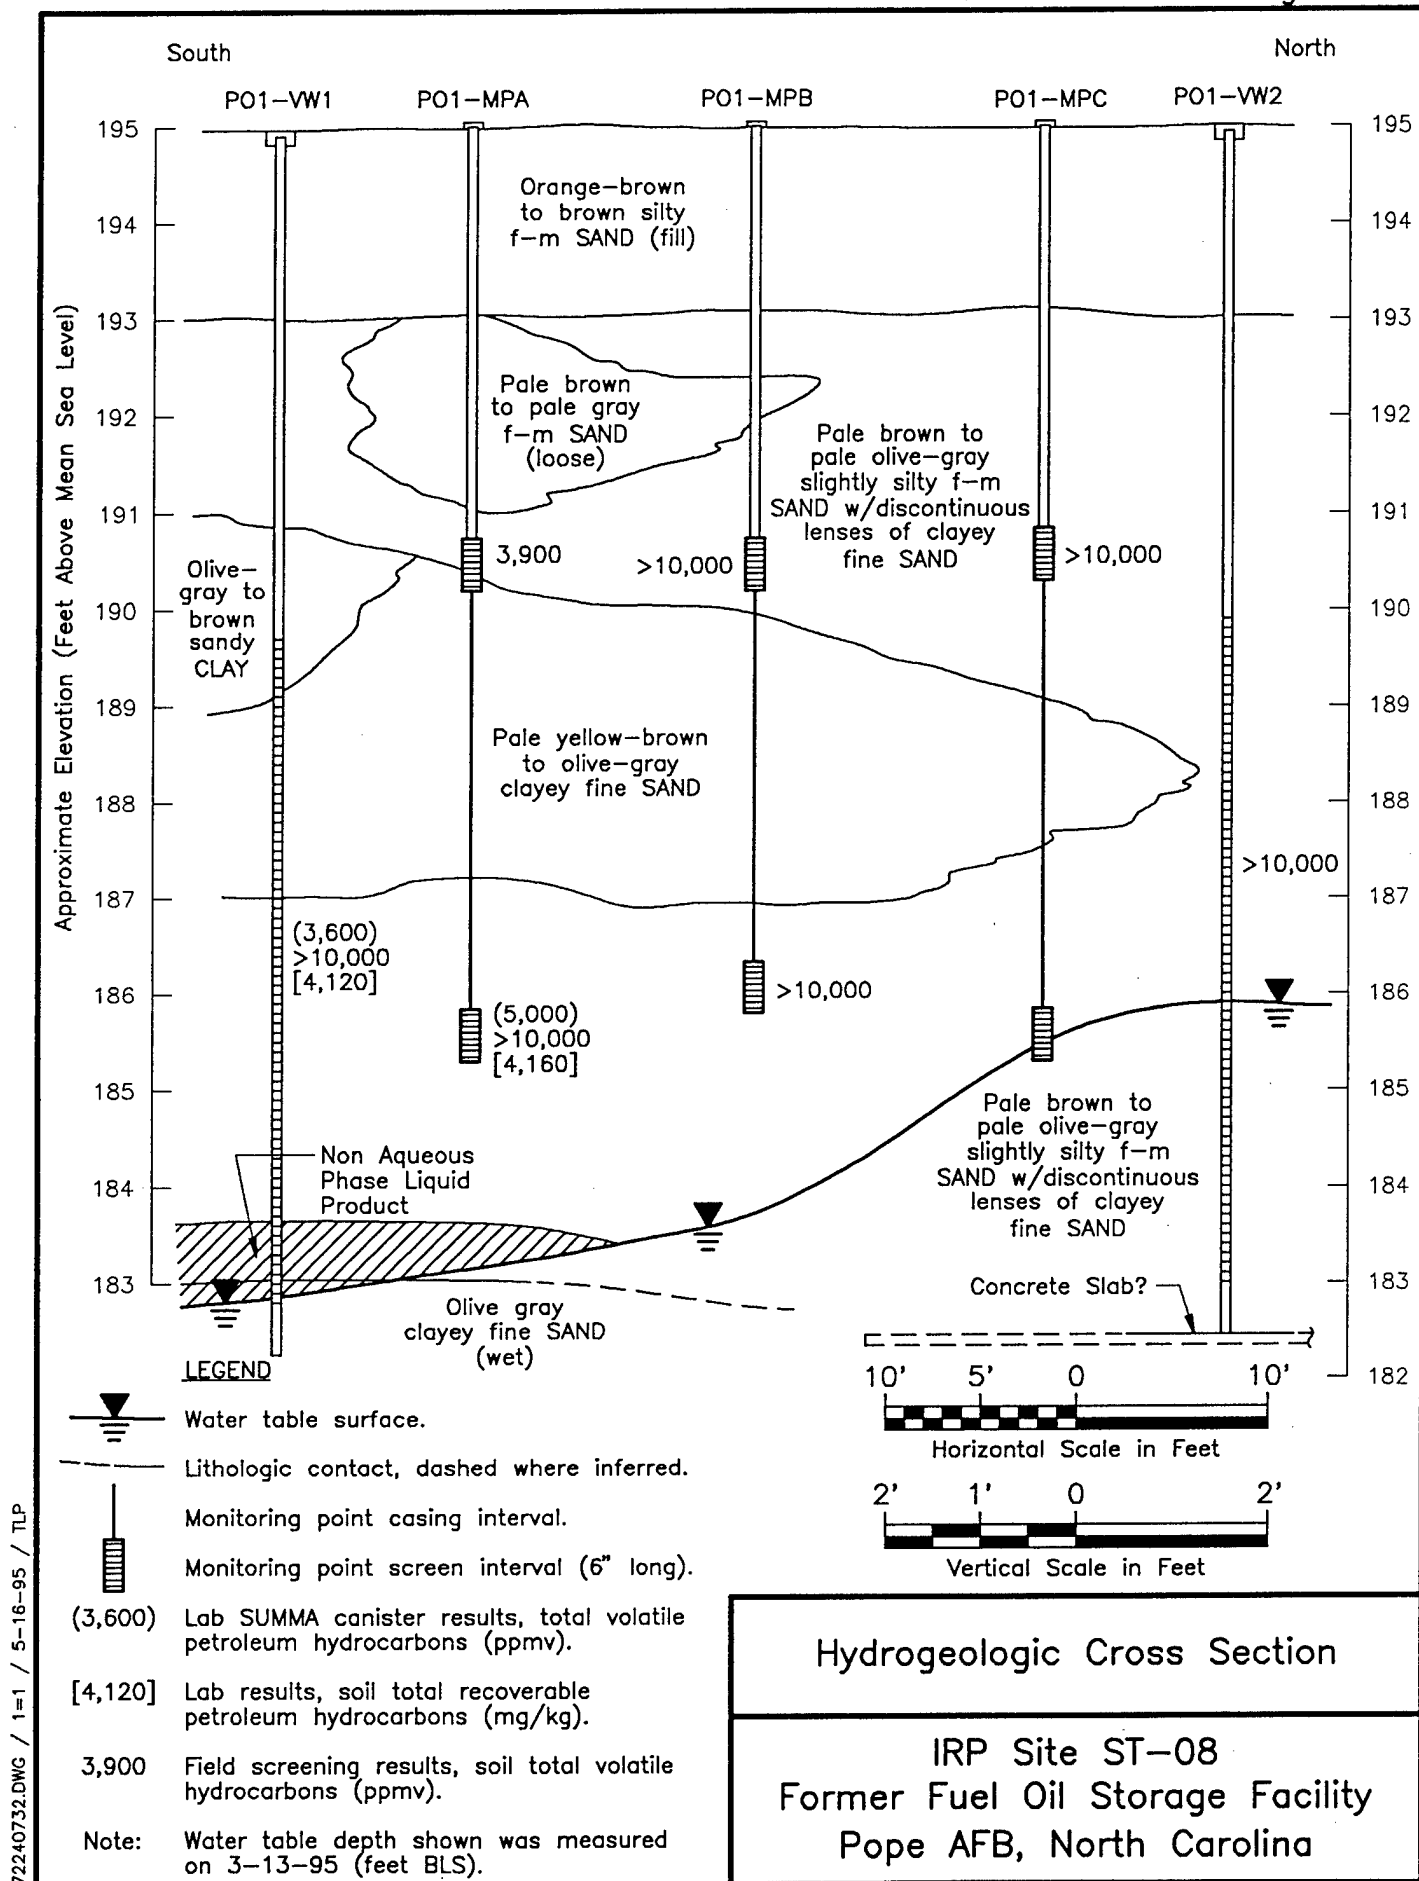 South
North
PO1-VW1
PO1-MPA
PO1-MPB
PO1-MPC
PO1-VW2
195
195
Orange-brown
to brown silty
f-m SAND (fill)
194
194
193
193
Pale brown
to pale gray
f-m SAND
(loose)
192
192
Pale brown to
pale olive-gray
slightly silty f-m
SAND w/discontinuous
lenses of clayey
fine SAND
191
191
3,900
>10,000
>10,000
Olive-
gray to
brown
sandy
CLAY
190
190
189
189
Pale yellow-brown
to olive-gray
clayey fine SAND
188
188
>10,000
187
187
(3,600)
>10,000
[4,120]
186
186
>10,000
(5,000)
>10,000
[4,160]
185
185
Pale brown to
pale olive-gray
slightly silty f-m
SAND w/discontinuous
lenses of clayey
fine SAND
Non Aqueous
Phase Liquid
Product
184
184
183
183
Concrete Slab?
Olive gray
clayey fine SAND
(wet)
182
Approximate Elevation (Feet Above Mean Sea Level)
LEGEND
Water table surface.
Lithologic contact, dashed where inferred.
Monitoring point casing interval.
Monitoring point screen interval (6" long).
(3,600) Lab SUMMA canister results, total volatile
petroleum hydrocarbons (ppmv).
[4,120] Lab results, soil total recoverable
petroleum hydrocarbons (mg/kg).
3,900 Field screening results, soil total volatile
hydrocarbons (ppmv).
Note: Water table depth shown was measured
on 3-13-95 (feet BLS).
10' 5' 0 10'
Horizontal Scale in Feet
2' 1' 0 2'
Vertical Scale in Feet
Hydrogeologic Cross Section
IRP Site ST-08
Former Fuel Oil Storage Facility
Pope AFB, North Carolina
72240732.DWG / 1=1 / 5-16-95 / TLP